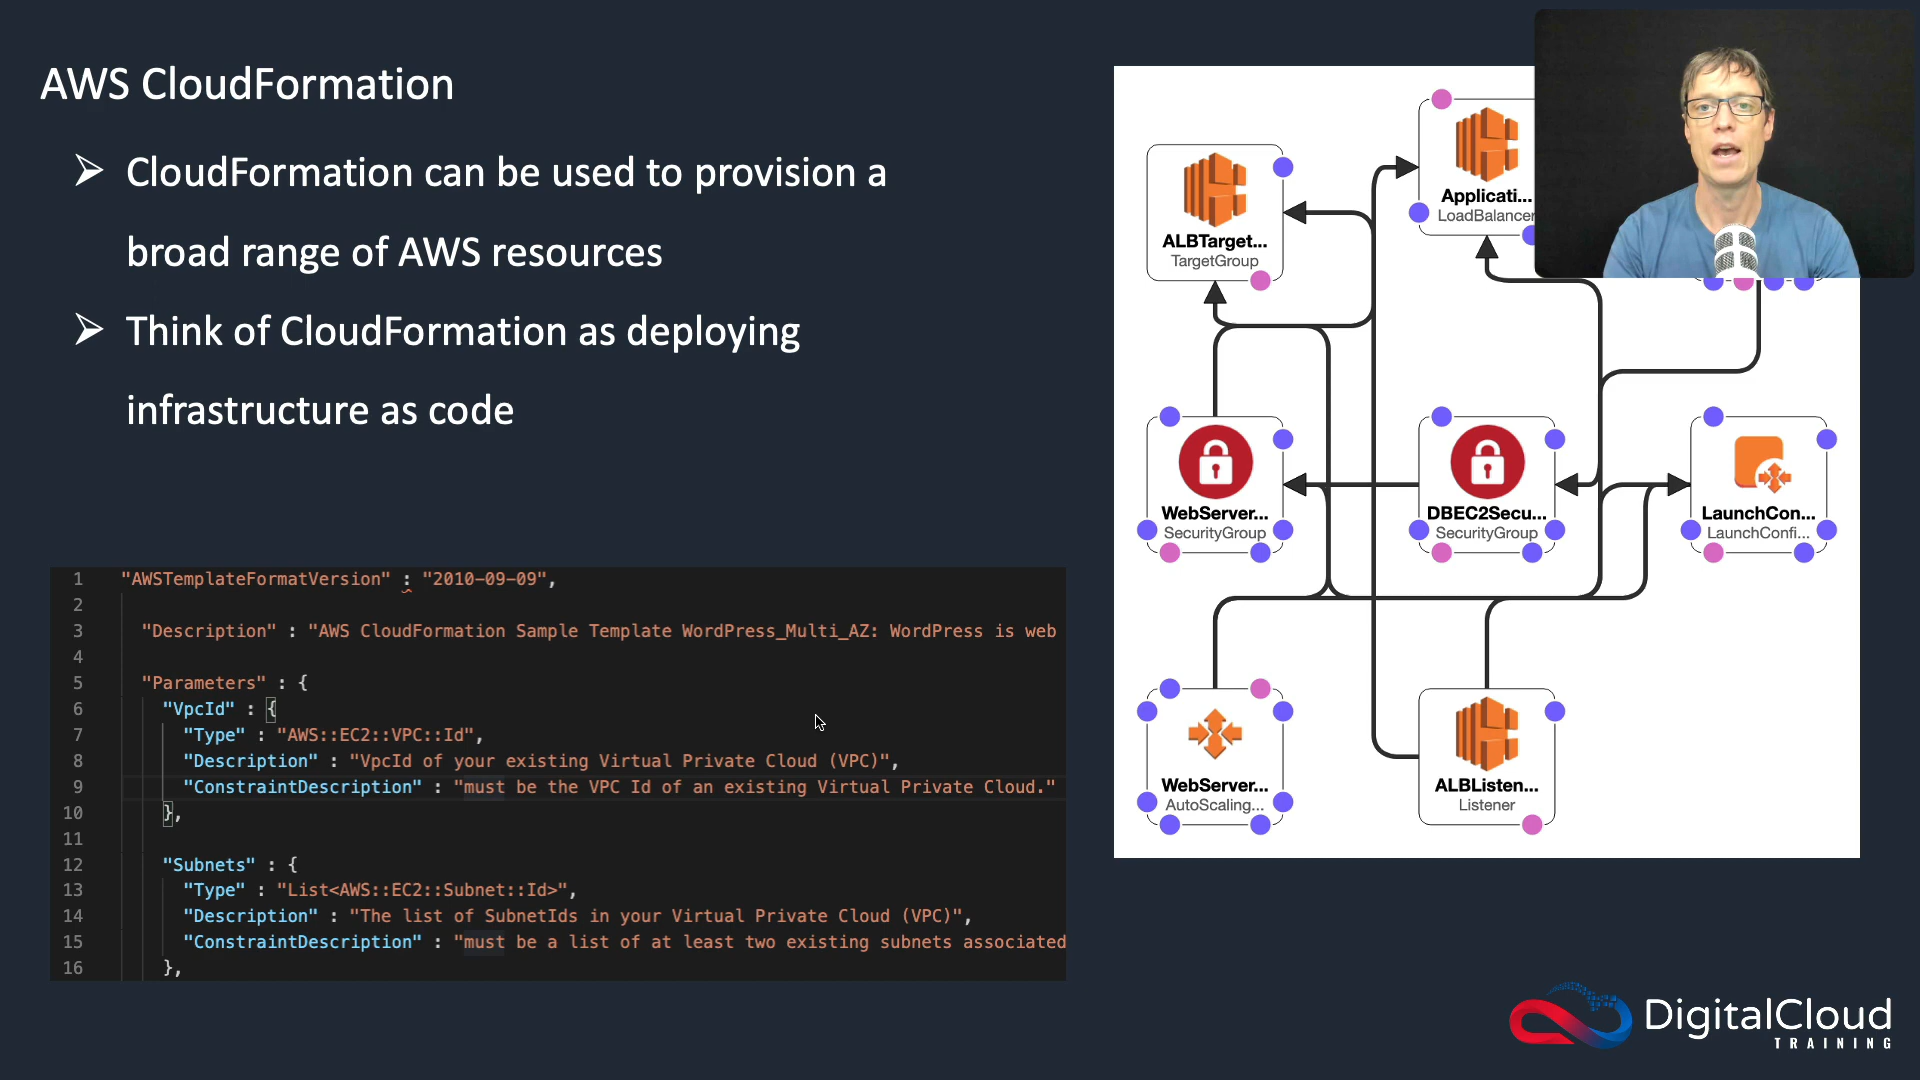 AWS CloudFormation
➢ CloudFormation can be used to provision a
broad range of AWS resources
➢ Think of CloudFormation as deploying
infrastructure as code
1 "AWSTemplateFormatVersion" : "2010-09-09",
2
3 "Description" : "AWS CloudFormation Sample Template WordPress_Multi_AZ: WordPress is web
4
5 "Parameters" : {
6 "VpcId" : {
7 "Type" : "AWS::EC2::VPC::Id",
8 "Description" : "VpcId of your existing Virtual Private Cloud (VPC)",
9 "ConstraintDescription" : "must be the VPC Id of an existing Virtual Private Cloud."
10 },
11
12 "Subnets" : {
13 "Type" : "List<AWS::EC2::Subnet::Id>",
14 "Description" : "The list of SubnetIds in your Virtual Private Cloud (VPC)",
15 "ConstraintDescription" : "must be a list of at least two existing subnets associated
16 },
Applicati...
LoadBalancer
ALBTarget...
TargetGroup
WebServer...
SecurityGroup
DBEC2Secu...
SecurityGroup
LaunchCon...
LaunchConfi...
WebServer...
AutoScaling...
ALBListen...
Listener
DigitalCloud
TRAINING